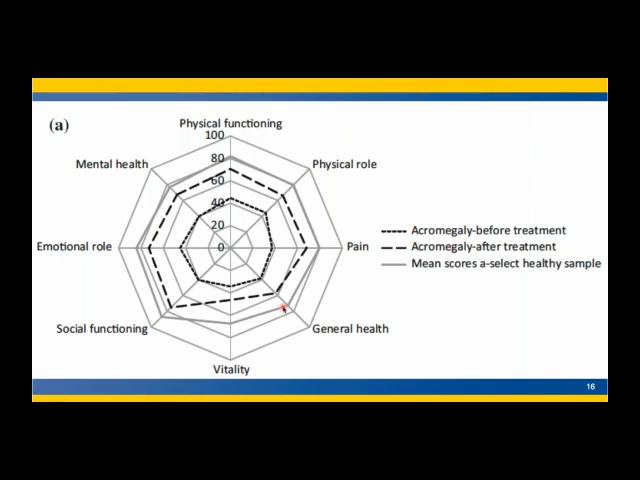 (a)
Physical functioning
100
80
60
40
20
0
Mental health
Physical role
Emotional role
Pain
Social functioning
General health
Vitality
Acromegaly-before treatment
Acromegaly-after treatment
Mean scores a-select healthy sample
16